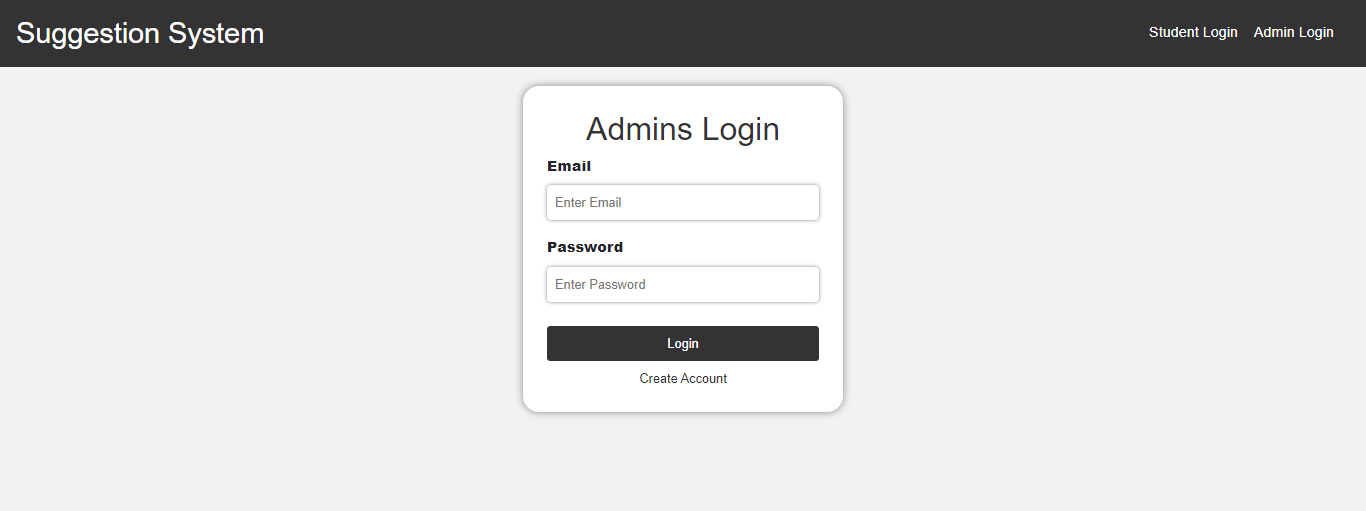 Suggestion System
Student Login Admin Login
Admins Login
Email
Enter Email
Password
Enter Password
Login
Create Account